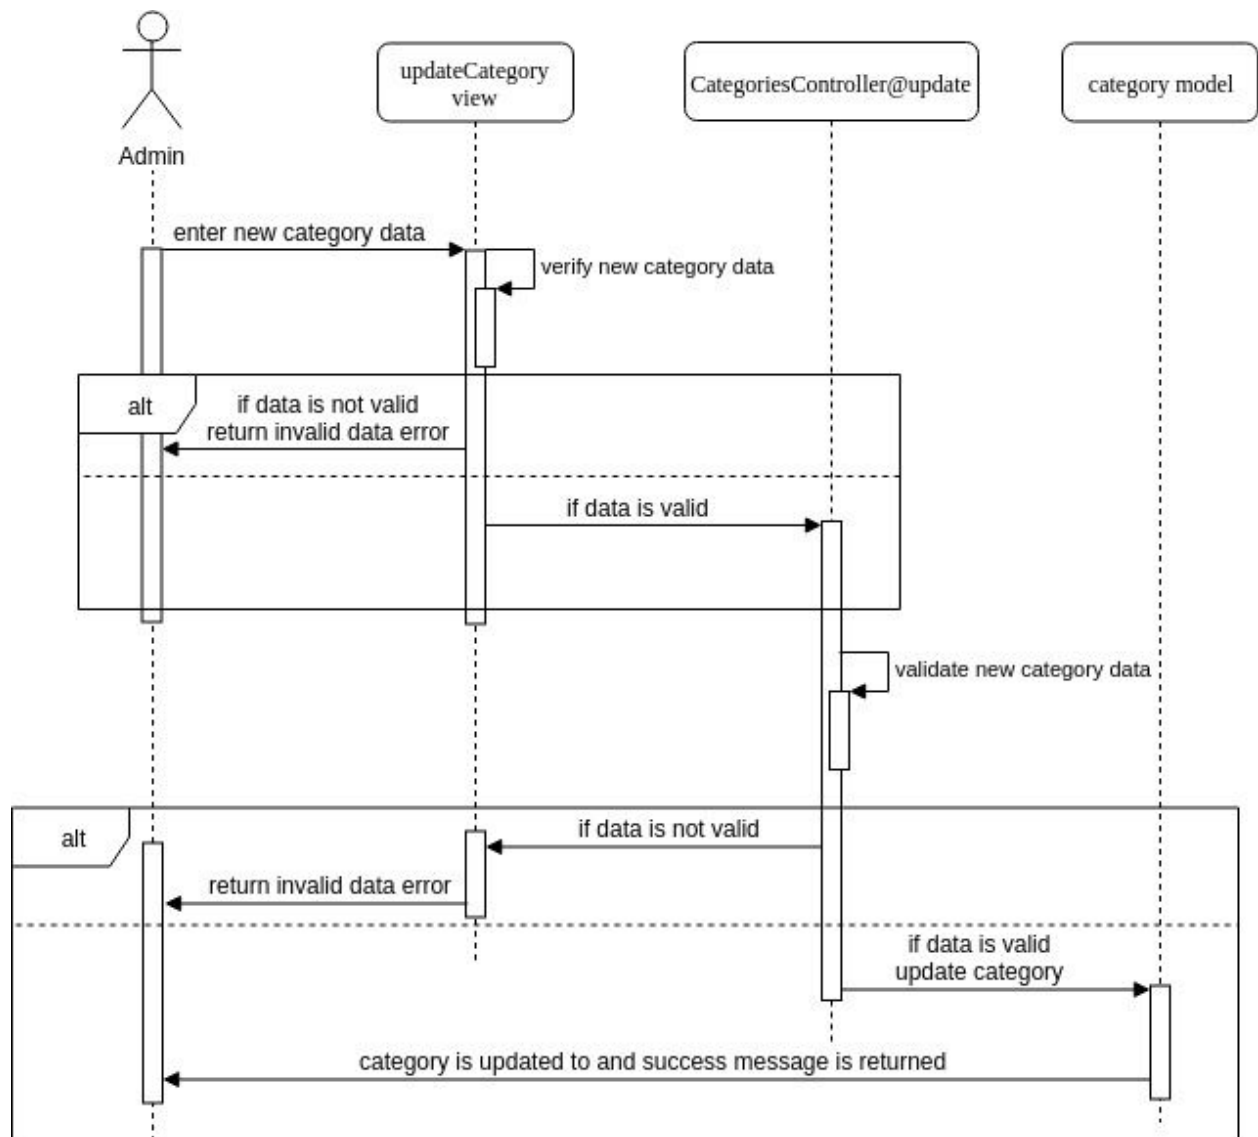 updateCategory
view
CategoriesController@update
category model
Admin
enter new category data
verify new category data
alt
if data is not valid
return invalid data error
if data is valid
validate new category data
alt
if data is not valid
return invalid data error
if data is valid
update category
category is updated to and success message is returned